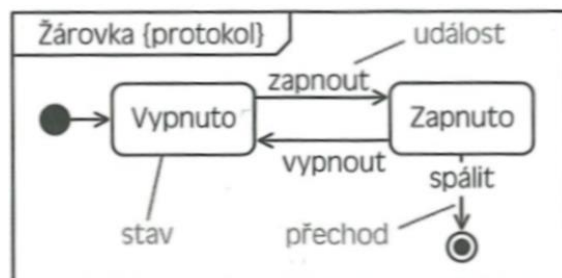 Žárovka {protokol}
událost
zapnout
Vypnuto
Zapnuto
vypnout
spálit
stav
přechod